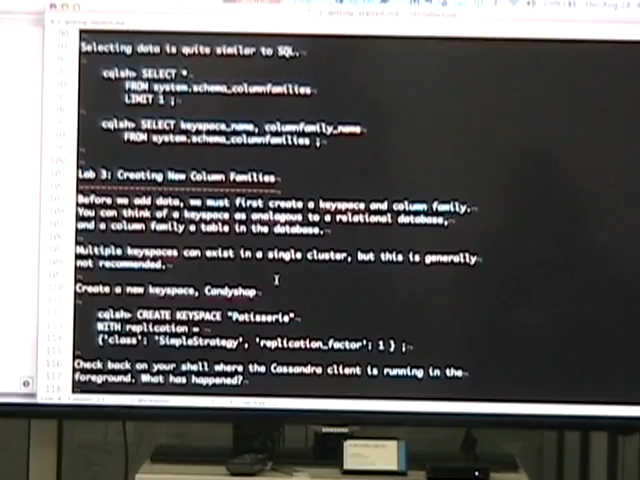 Selecting data is quite similar to SQL.
cqlsh> SELECT *
FROM system.schema_columnfamilies
LIMIT 1 ;
cqlsh> SELECT keyspace_name, columnfamily_name
FROM system.schema_columnfamilies ;
Lab 3: Creating New Column Families
Before we add data, we must first create a keyspace and column family.
You can think of a keyspace as analogous to a relational database,
and a column family a table in the database.
Multiple keyspaces can exist in a single cluster, but this is generally
not recommended.
Create a new keyspace, Candyshop
cqlsh> CREATE KEYSPACE "Patisserie"
WITH replication =
{'class': 'SimpleStrategy', 'replication_factor': 1 } ;
Check back on your shell where the Cassandra client is running in the
foreground. What has happened?
SAMSUNG